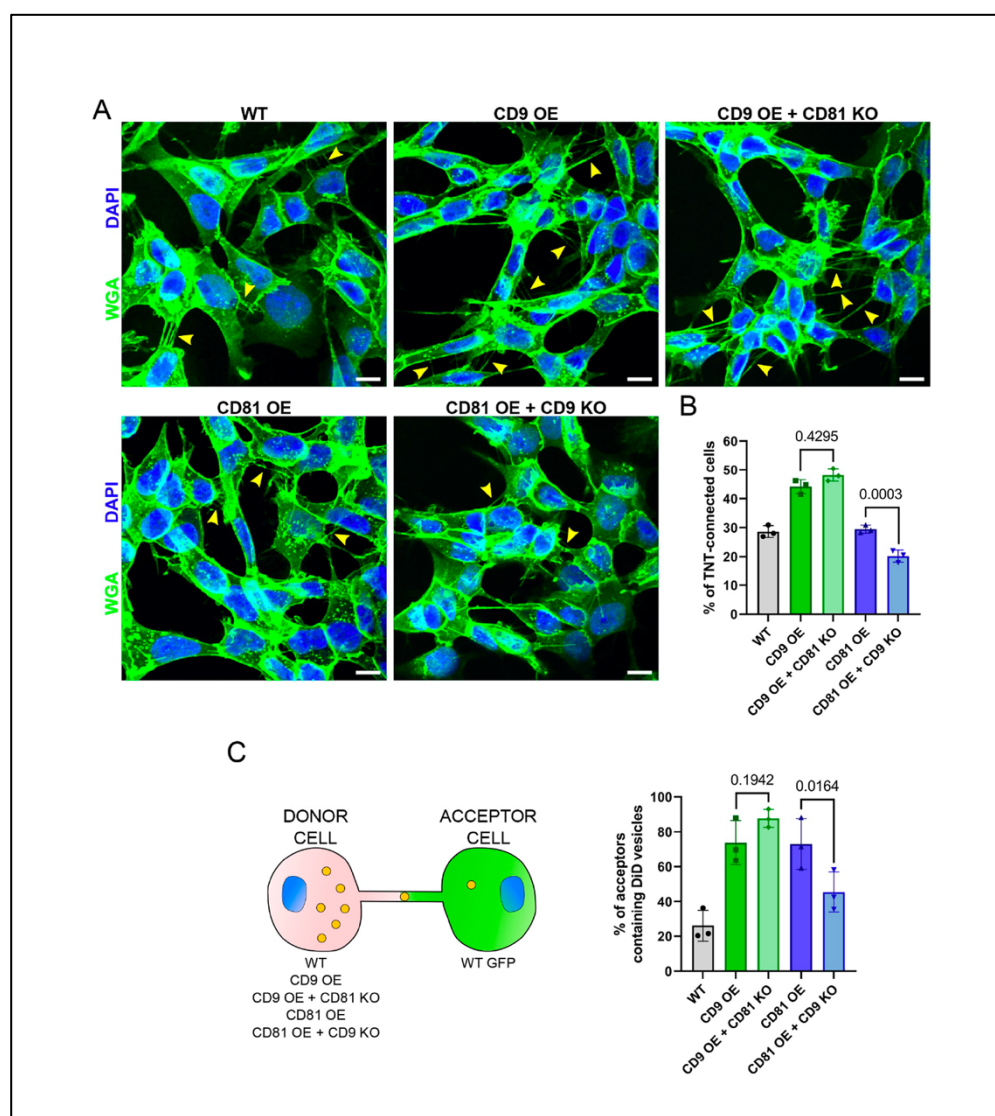 A
WT
CD9 OE
CD9 OE + CD81 KO
DAPI
WGA
CD81 OE
CD81 OE + CD9 KO
DAPI
WGA
B
% of TNT-connected cells
60
50
40
30
20
10
0
0.4295
0.0003
WT
CD9 OE
CD9 OE + CD81 KO
CD81 OE
CD81 OE + CD9 KO
C
DONOR
CELL
ACCEPTOR
CELL
WT
CD9 OE
CD9 OE + CD81 KO
CD81 OE
CD81 OE + CD9 KO
WT GFP
% of acceptors
containing DiD vesicles
100
80
60
40
20
0
0.1942
0.0164
WT
CD9 OE
CD9 OE + CD81 KO
CD81 OE
CD81 OE + CD9 KO